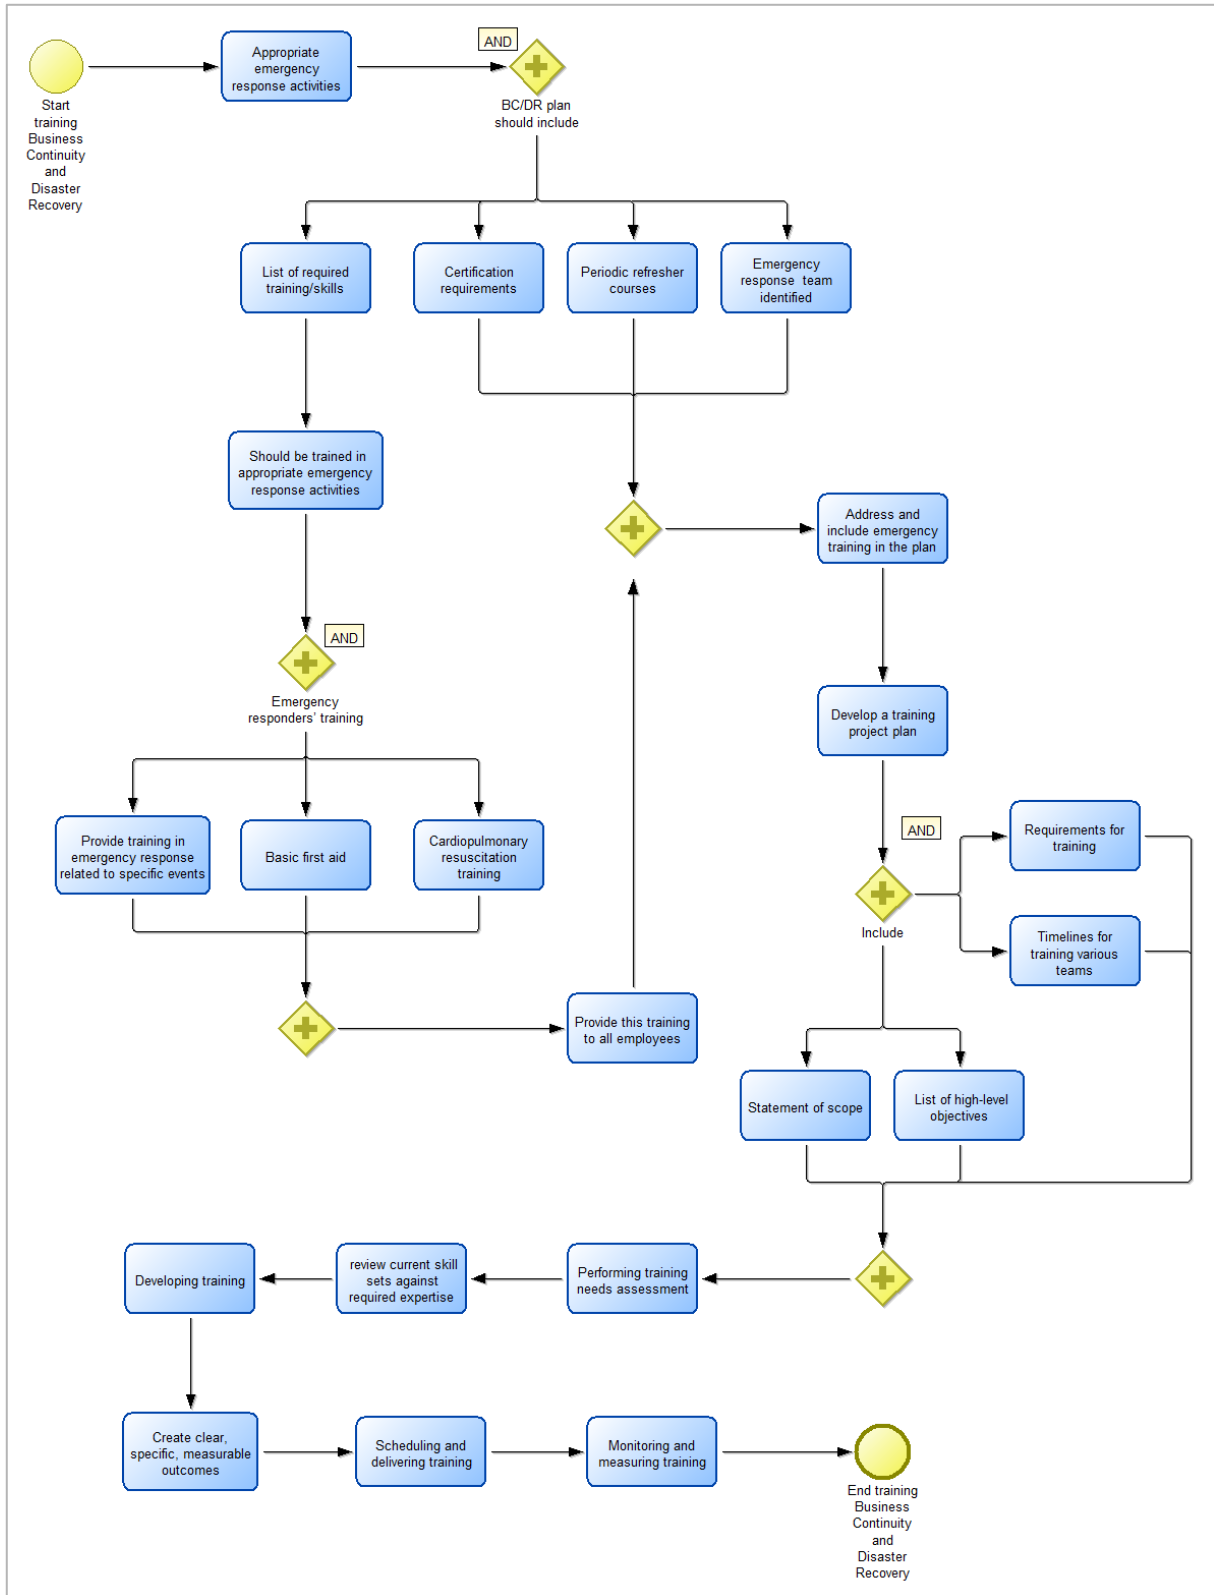 AND
Appropriate
emergency
response activities
Start
training
Business
Continuity
and
Disaster
Recovery
BC/DR plan
should include
List of required
training/skills
Certification
requirements
Periodic refresher
courses
Emergency
response team
identified
Should be trained in
appropriate emergency
response activities
Address and
include emergency
training in the plan
AND
Emergency
responders' training
Develop a training
project plan
Provide training in
emergency response
related to specific events
Basic first aid
Cardiopulmonary
resuscitation
training
AND
Requirements for
training
Include
Timelines for
training various
teams
Provide this training
to all employees
Statement of scope
List of high-level
objectives
Developing training
review current skill
sets against
required expertise
Performing training
needs assessment
Create clear,
specific, measurable
outcomes
Scheduling and
delivering training
Monitoring and
measuring training
End training
Business
Continuity
and
Disaster
Recovery